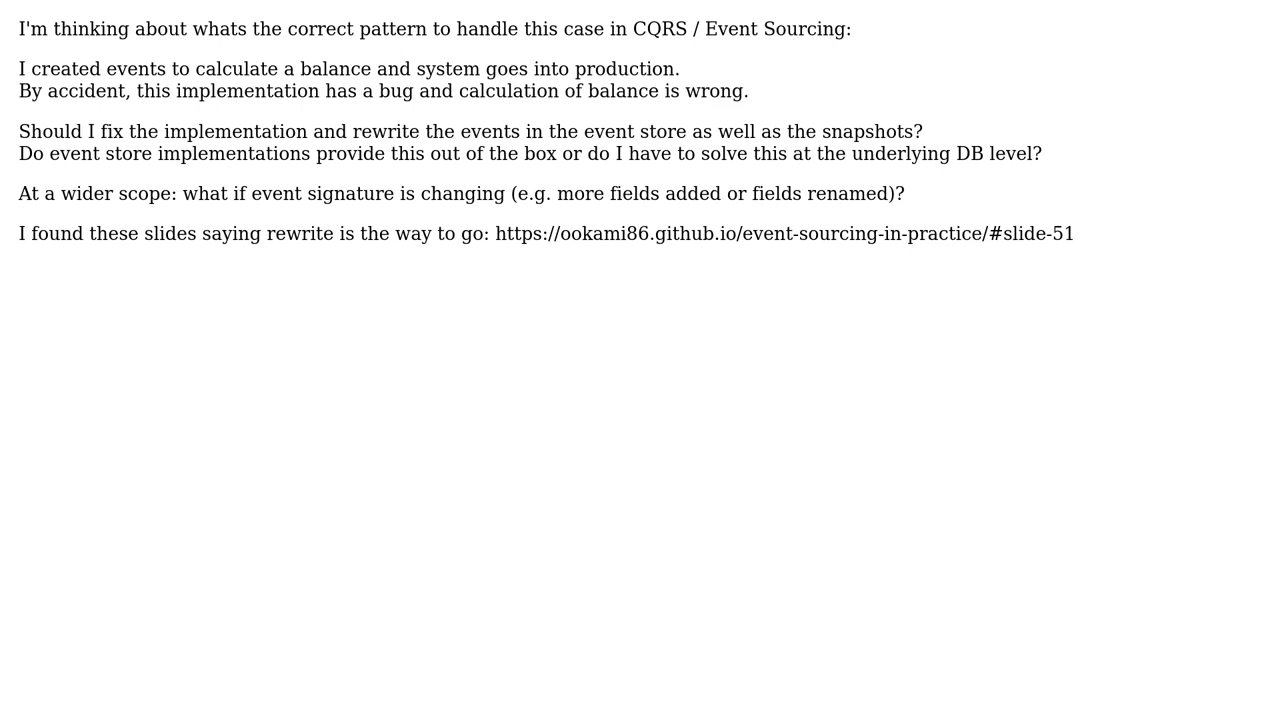 I'm thinking about whats the correct pattern to handle this case in CQRS / Event Sourcing:
I created events to calculate a balance and system goes into production.
By accident, this implementation has a bug and calculation of balance is wrong.
Should I fix the implementation and rewrite the events in the event store as well as the snapshots?
Do event store implementations provide this out of the box or do I have to solve this at the underlying DB level?
At a wider scope: what if event signature is changing (e.g. more fields added or fields renamed)?
I found these slides saying rewrite is the way to go: https://ookami86.github.io/event-sourcing-in-practice/#slide-51